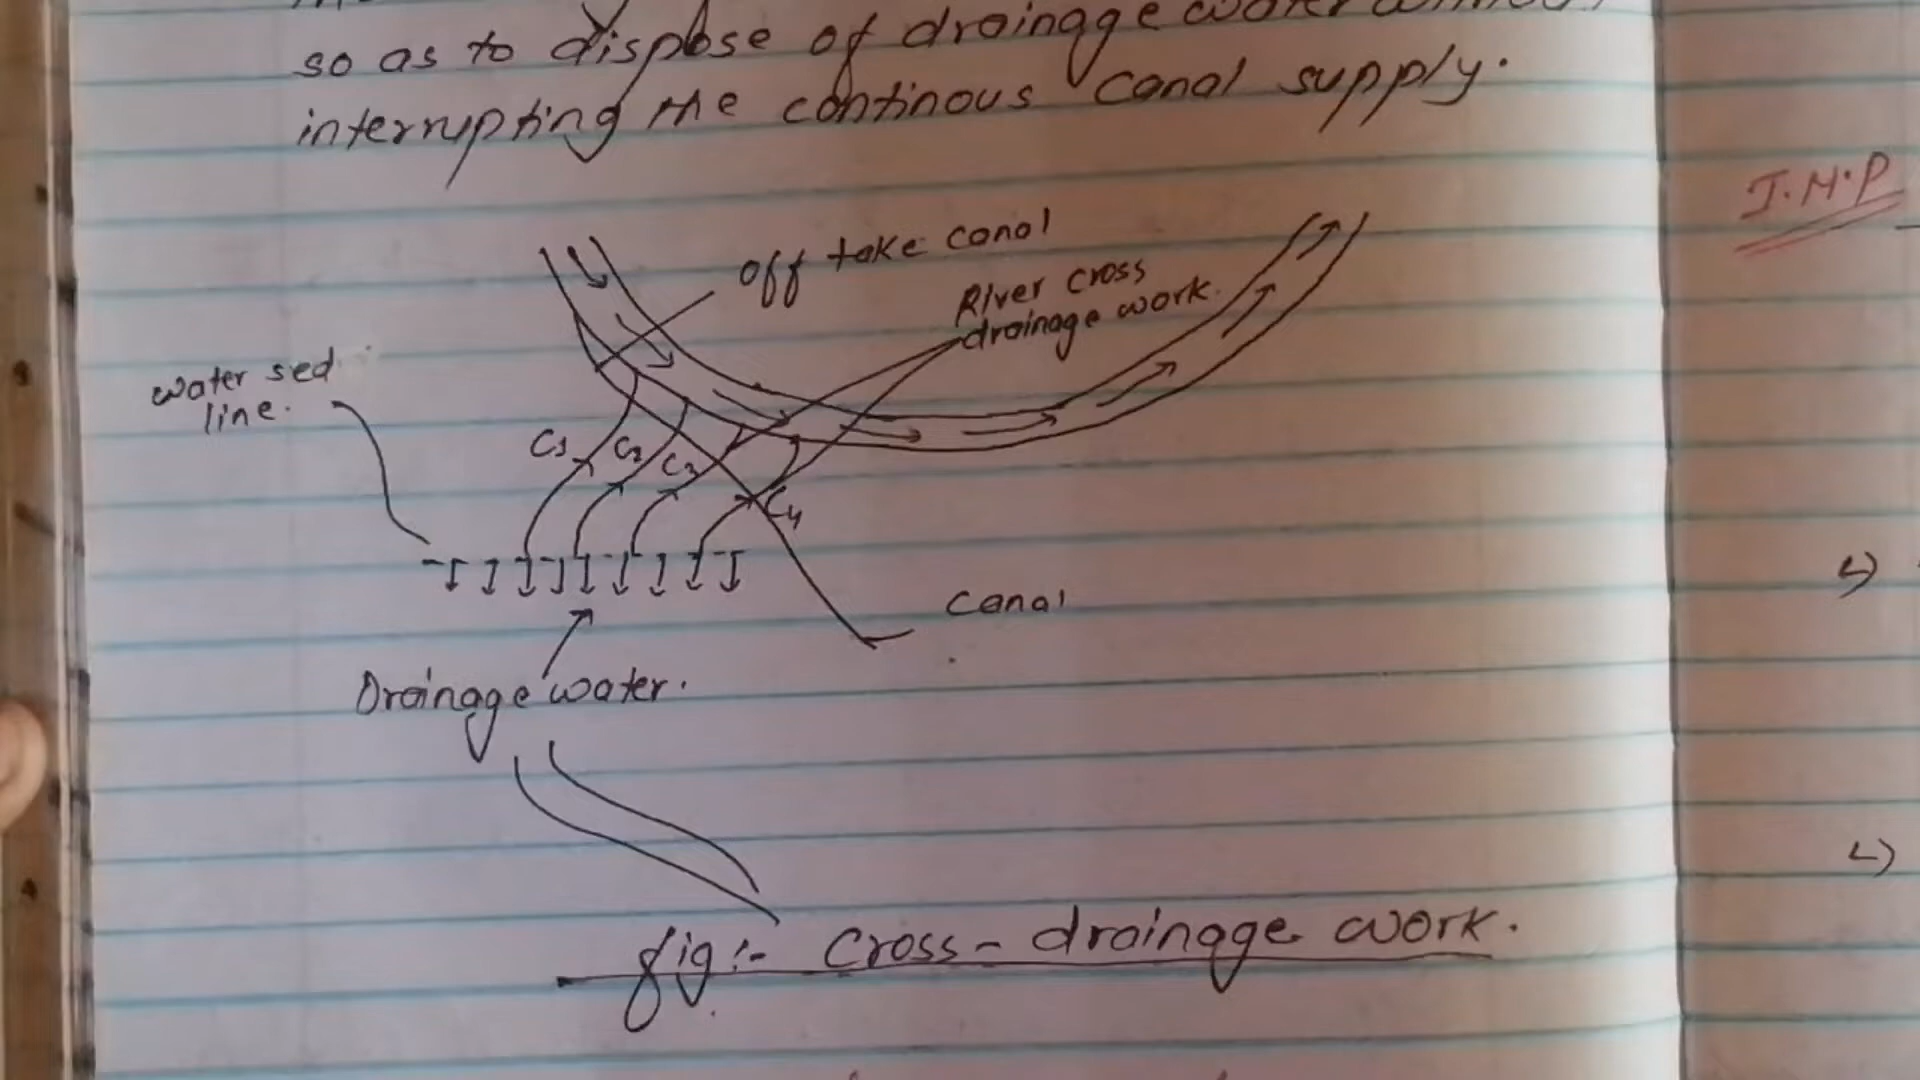 so as to dispose of drainage water
interrupting the continous canal supply.
I.M.P
off take canal
River cross
drainage work.
water sed
line.
C1 C2 C3
C4
canal
Drainage water.
fig:- Cross-drainage work.